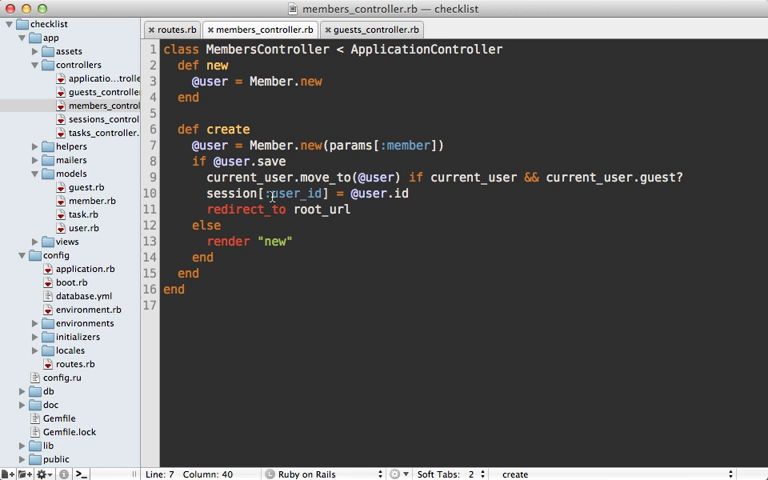 members_controller.rb — checklist
checklist
app
assets
controllers
applicatio...trolle
guests_controlle
members_control
sessions_control
tasks_controller.
helpers
mailers
models
guest.rb
member.rb
task.rb
user.rb
views
config
application.rb
boot.rb
database.yml
environment.rb
environments
initializers
locales
routes.rb
config.ru
db
doc
Gemfile
Gemfile.lock
lib
public
routes.rb members_controller.rb guests_controller.rb
1 class MembersController < ApplicationController
2 def new
3 @user = Member.new
4 end
5
6 def create
7 @user = Member.new(params[:member])
8 if @user.save
9 current_user.move_to(@user) if current_user && current_user.guest?
10 session[:user_id] = @user.id
11 redirect_to root_url
12 else
13 render "new"
14 end
15 end
16 end
17
Line: 7 Column: 40 Ruby on Rails Soft Tabs: 2 create